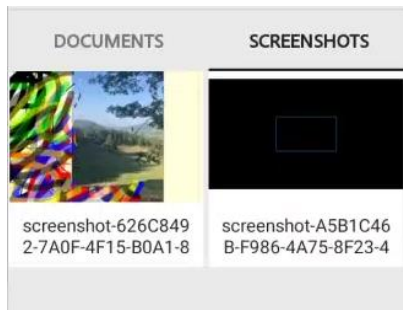 DOCUMENTS
SCREENSHOTS
screenshot-626C849
2-7A0F-4F15-B0A1-8
screenshot-A5B1C46
B-F986-4A75-8F23-4